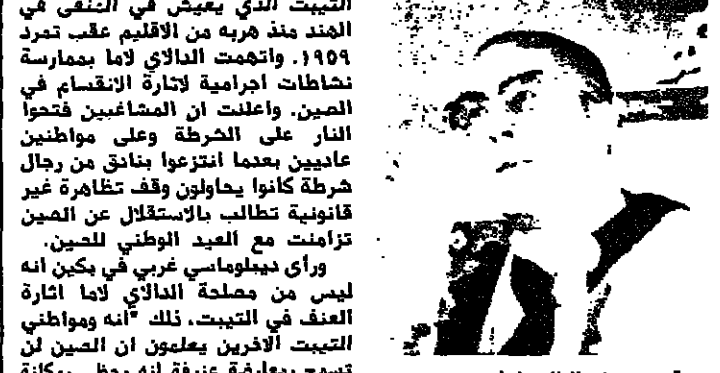 التيبت الذي يعيش في المنفى في
الهند منذ هربه من الاقليم عقب تمرد
١٩٥٩. واتهمت الدالاي لاما بممارسة
نشاطات اجرامية لاثارة الانقسام في
الصين. واعلنت ان المشاغبين فتحوا
النار على الشرطة وعلى مواطنين
عاديين بعدما انتزعوا بنادق من رجال
شرطة كانوا يحاولون وقف تظاهرة غير
قانونية تطالب بالاستقلال عن الصين
تزامنت مع العيد الوطني للصين.
ورأى ديبلوماسي غربي في بكين انه
ليس من مصلحة الدالاي لاما اثارة
العنف في التيبت. ذلك "انه ومواطني
التيبت الآخرين يعلمون ان الصين لن
تسمح بمعارضة عنيفة